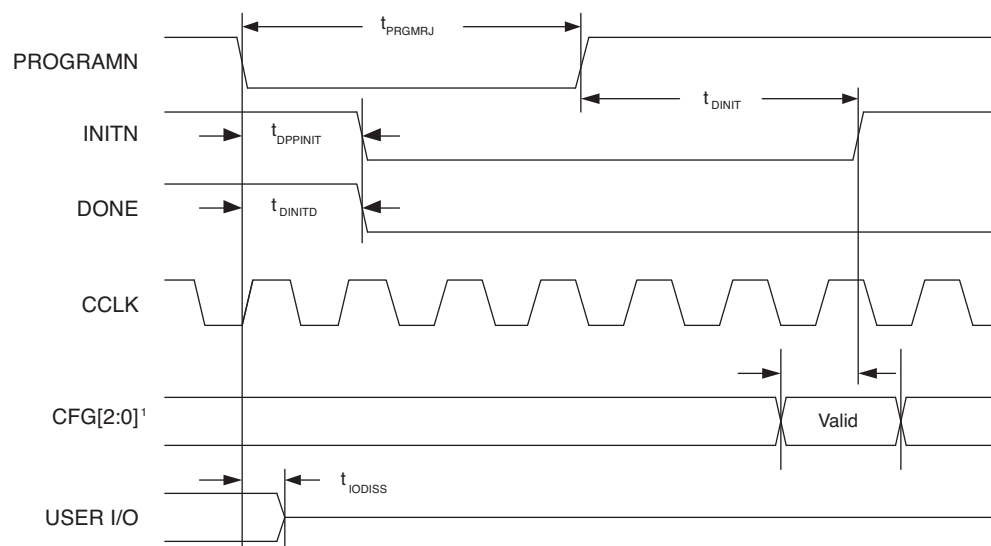 tPRGMRJ
PROGRAMN
tDINIT
INITN
tDPPINIT
DONE
tDINITD
CCLK
CFG[2:0]¹
Valid
tIODISS
USER I/O